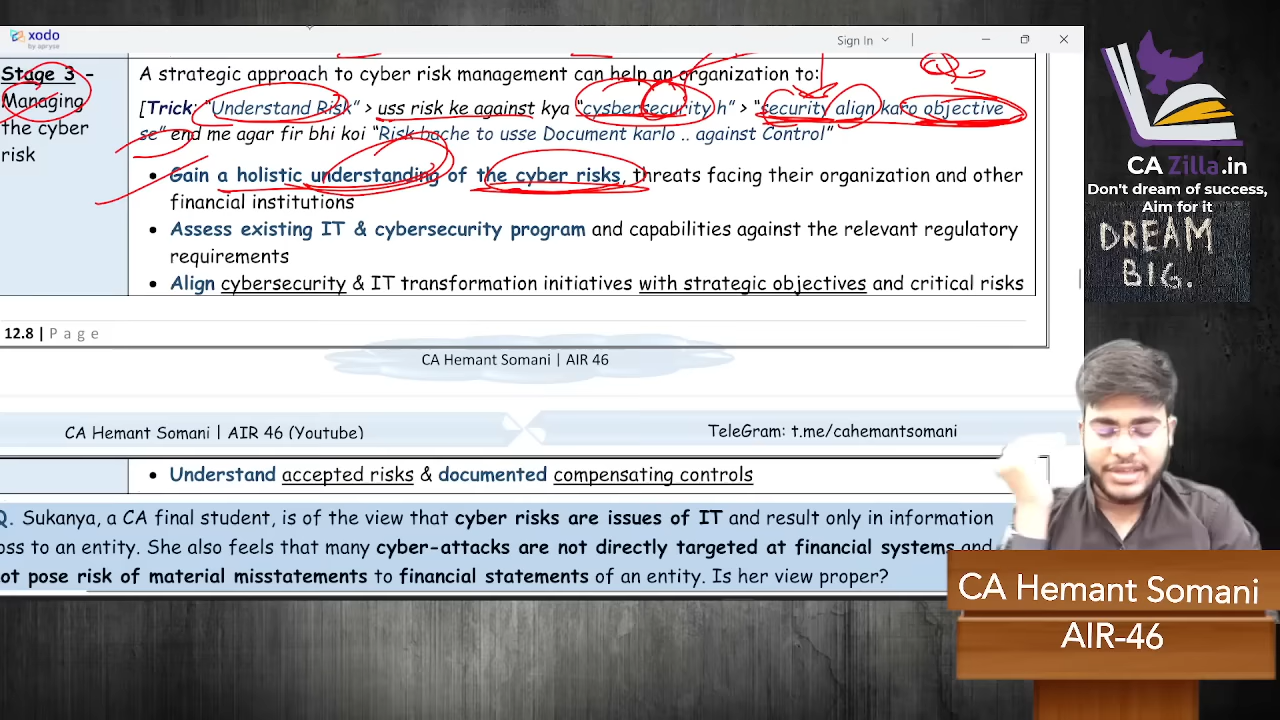 xodo
by apryse
Sign In
Stage 3 -
Managing
the cyber
risk
A strategic approach to cyber risk management can help an organization to:
[Trick: "Understand Risk" > uss risk ke against kya "cysbersecurity h" > "security align karo objective
se" end me agar fir bhi koi "Risk bache to usse Document karlo .. against Control"
• Gain a holistic understanding of the cyber risks, threats facing their organization and other
financial institutions
• Assess existing IT & cybersecurity program and capabilities against the relevant regulatory
requirements
• Align cybersecurity & IT transformation initiatives with strategic objectives and critical risks
12.8 | Page
CA Hemant Somani | AIR 46
CA Hemant Somani | AIR 46 (Youtube)
TeleGram: t.me/cahemantsomani
• Understand accepted risks & documented compensating controls
Q. Sukanya, a CA final student, is of the view that cyber risks are issues of IT and result only in information
oss to an entity. She also feels that many cyber-attacks are not directly targeted at financial systems and
ot pose risk of material misstatements to financial statements of an entity. Is her view proper?
CA Zilla.in
Don't dream of success,
Aim for it
DREAM
BIG.
CA Hemant Somani
AIR-46